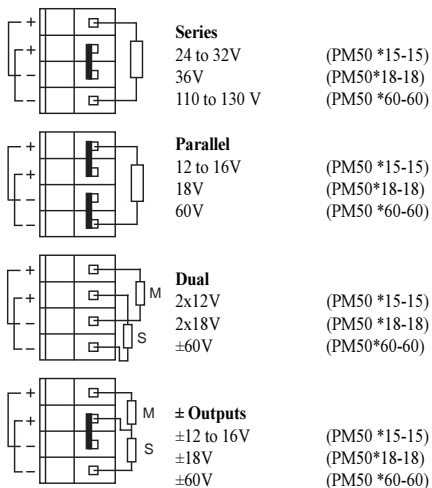 +
+
−
−
Series
24 to 32V (PM50 *15-15)
36V (PM50*18-18)
110 to 130 V (PM50 *60-60)
+
+
−
−
Parallel
12 to 16V (PM50 *15-15)
18V (PM50*18-18)
60V (PM50 *60-60)
+
+
−
−
M
S
Dual
2x12V (PM50 *15-15)
2x18V (PM50 *18-18)
±60V (PM50*60-60)
+
+
−
−
M
S
± Outputs
±12 to 16V (PM50 *15-15)
±18V (PM50*18-18)
±60V (PM50 *60-60)